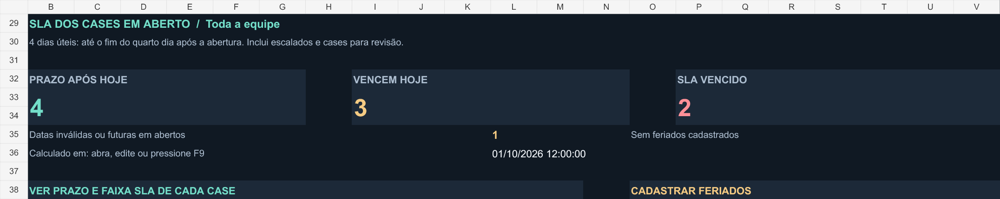 B C D E F G H I J K L M N O P Q R S T U V
29 SLA DOS CASES EM ABERTO / Toda a equipe
30 4 dias úteis: até o fim do quarto dia após a abertura. Inclui escalados e cases para revisão.
31
32 PRAZO APÓS HOJE VENCEM HOJE SLA VENCIDO
33
4 3 2
34
35 Datas inválidas ou futuras em abertos 1 Sem feriados cadastrados
36 Calculado em: abra, edite ou pressione F9 01/10/2026 12:00:00
37
38 VER PRAZO E FAIXA SLA DE CADA CASE CADASTRAR FERIADOS